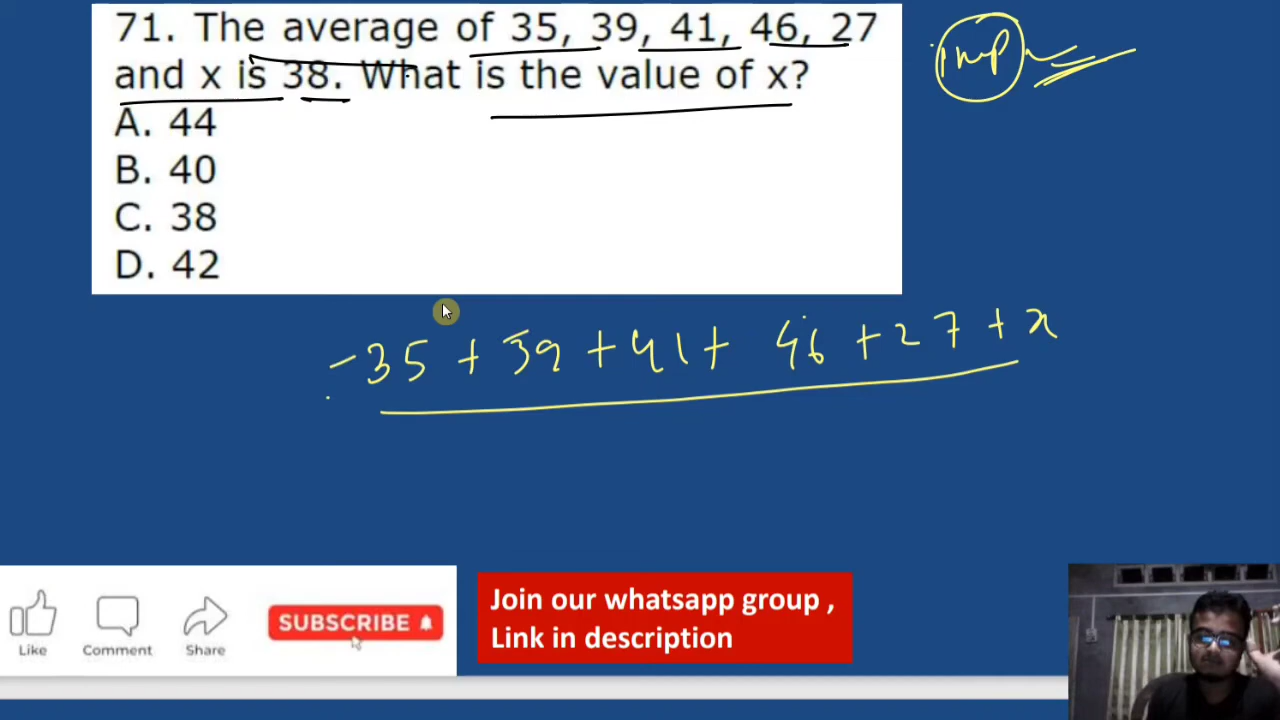 71. The average of 35, 39, 41, 46, 27
and x is 38. What is the value of x?
A. 44
B. 40
C. 38
D. 42
Imp
35 + 39 + 41 + 46 + 27 + x
Like
Comment
Share
SUBSCRIBE
Join our whatsapp group ,
Link in description